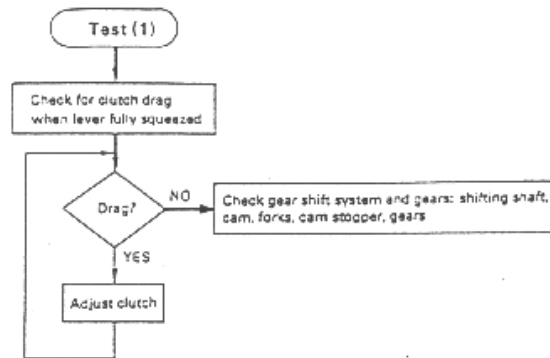 Test (1)
Check for clutch drag
when lever fully squeezed
Drag?
NO
Check gear shift system and gears: shifting shaft,
cam, forks, cam stopper, gears
YES
Adjust clutch